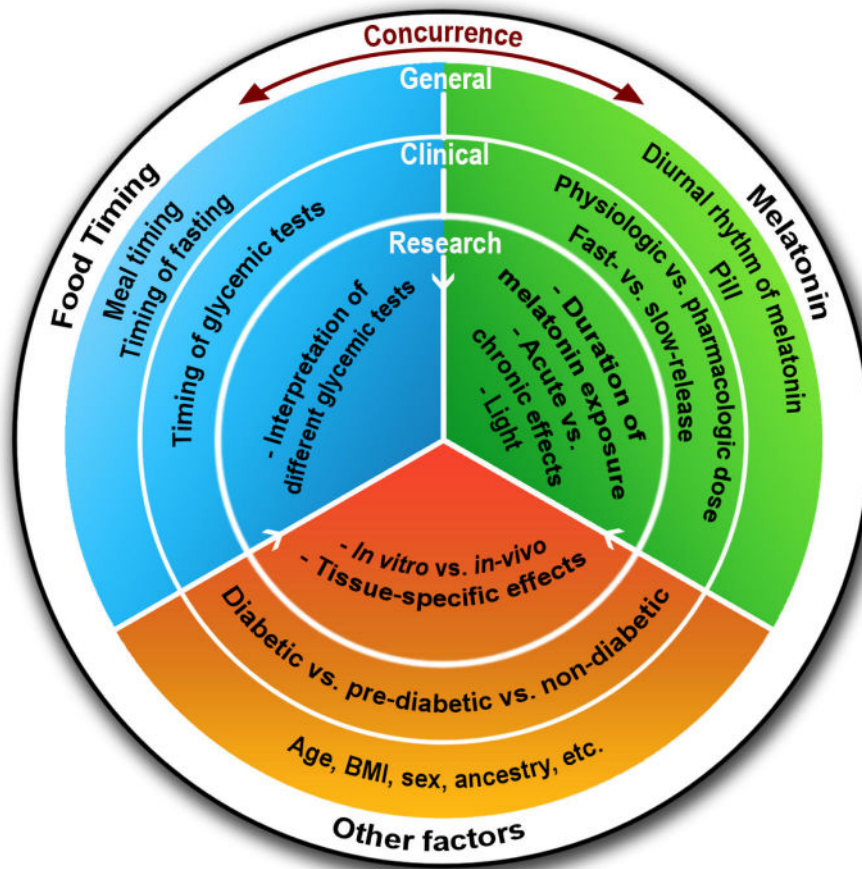 Concurrence
General
Clinical
Research
Food Timing
Meal timing
Timing of fasting
Timing of glycemic tests
- Interpretation of
different glycemic tests
Melatonin
Diurnal rhythm of melatonin
Pill
Physiologic vs. pharmacologic dose
Fast- vs. slow-release
- Duration of
melatonin exposure
- Acute vs.
chronic effects
- Light
- In vitro vs. in-vivo
- Tissue-specific effects
Diabetic vs. pre-diabetic vs. non-diabetic
Age, BMI, sex, ancestry, etc.
Other factors